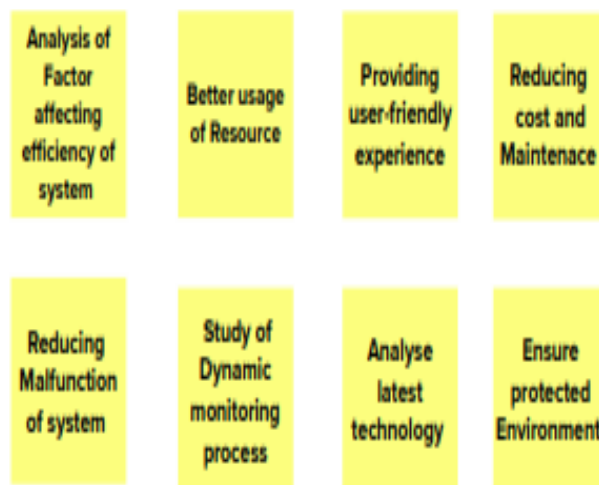 Analysis of
Factor
affecting
efficiency of
system
Better usage
of Resource
Providing
user-friendly
experience
Reducing
cost and
Maintenace
Reducing
Malfunction
of system
Study of
Dynamic
monitoring
process
Analyse
latest
technology
Ensure
protected
Environment